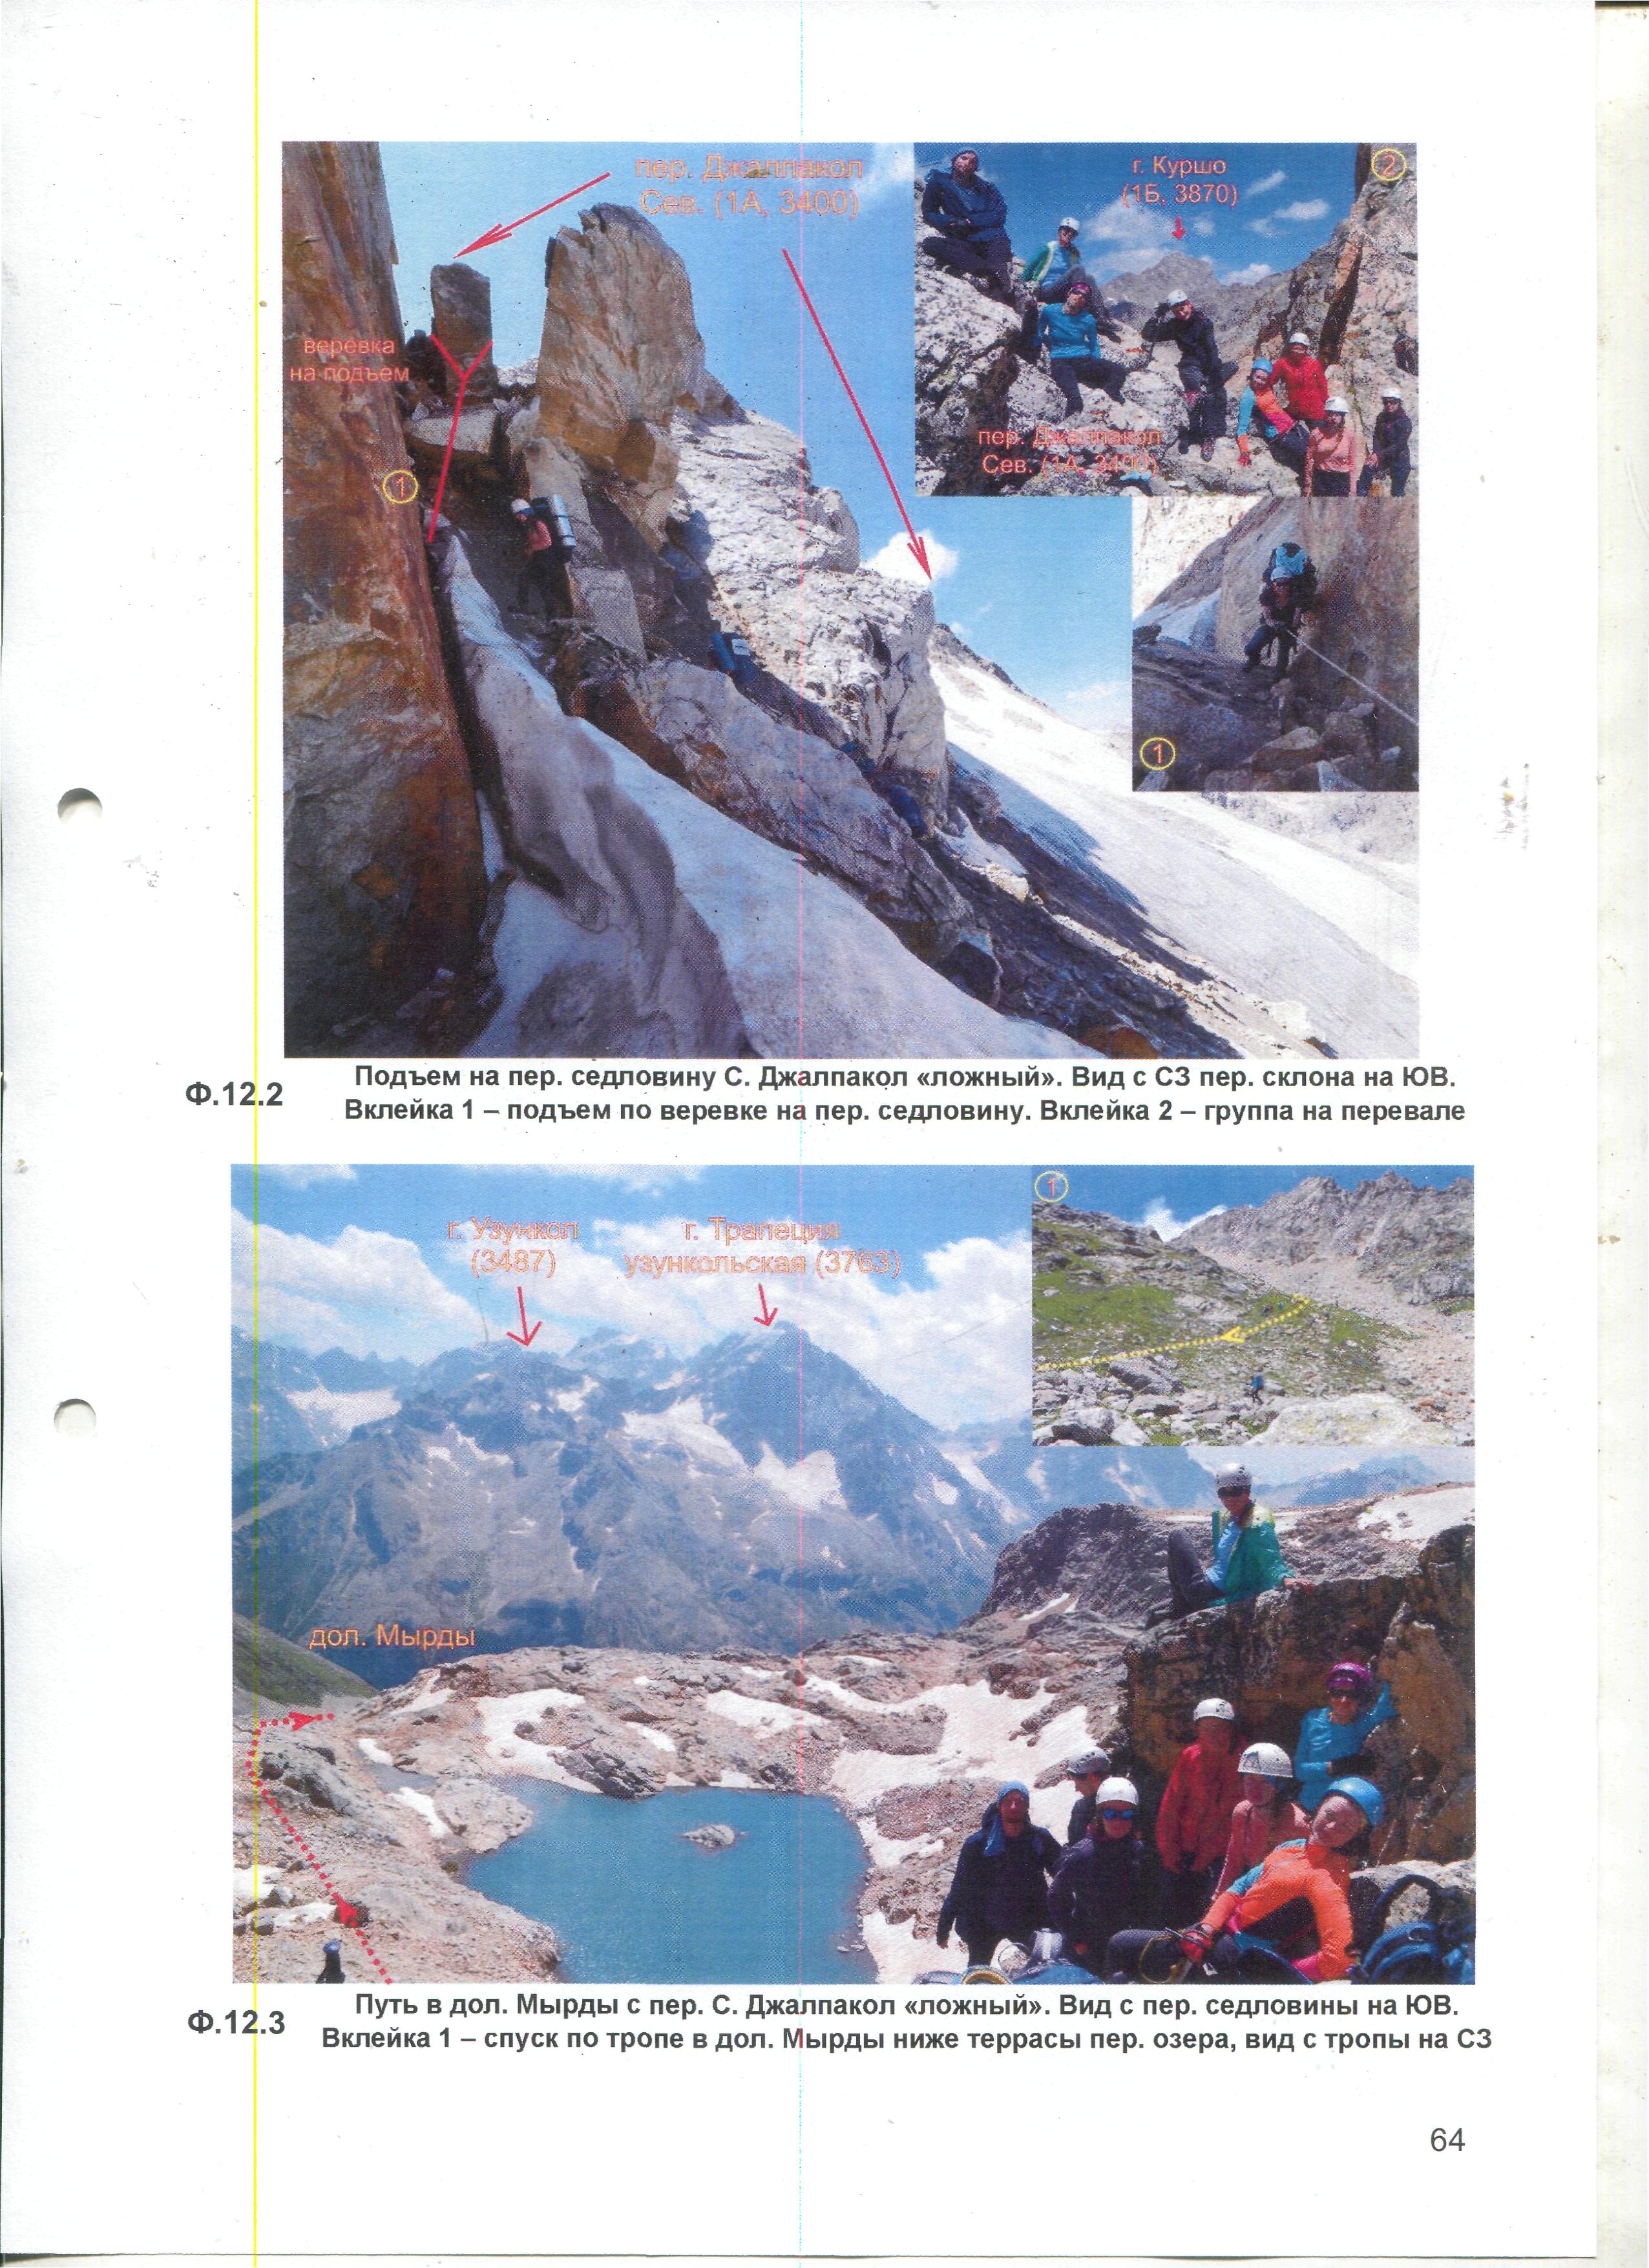 пер. Джалпакол
Сев. (1А, 3400)
веревка
на подъем
1
г. Куршо
(1Б, 3870)
2
пер. Джалпакол
Сев. (1А, 3400)
1
Ф.12.2
Подъем на пер. седловину С. Джалпакол «ложный». Вид с СЗ пер. склона на ЮВ.
Вклейка 1 – подъем по веревке на пер. седловину. Вклейка 2 – группа на перевале
г. Узункол
(3487)
г. Трапеция
узункольская (3763)
1
дол. Мырды
Ф.12.3
Путь в дол. Мырды с пер. С. Джалпакол «ложный». Вид с пер. седловины на ЮВ.
Вклейка 1 – спуск по тропе в дол. Мырды ниже террасы пер. озера, вид с тропы на СЗ
64